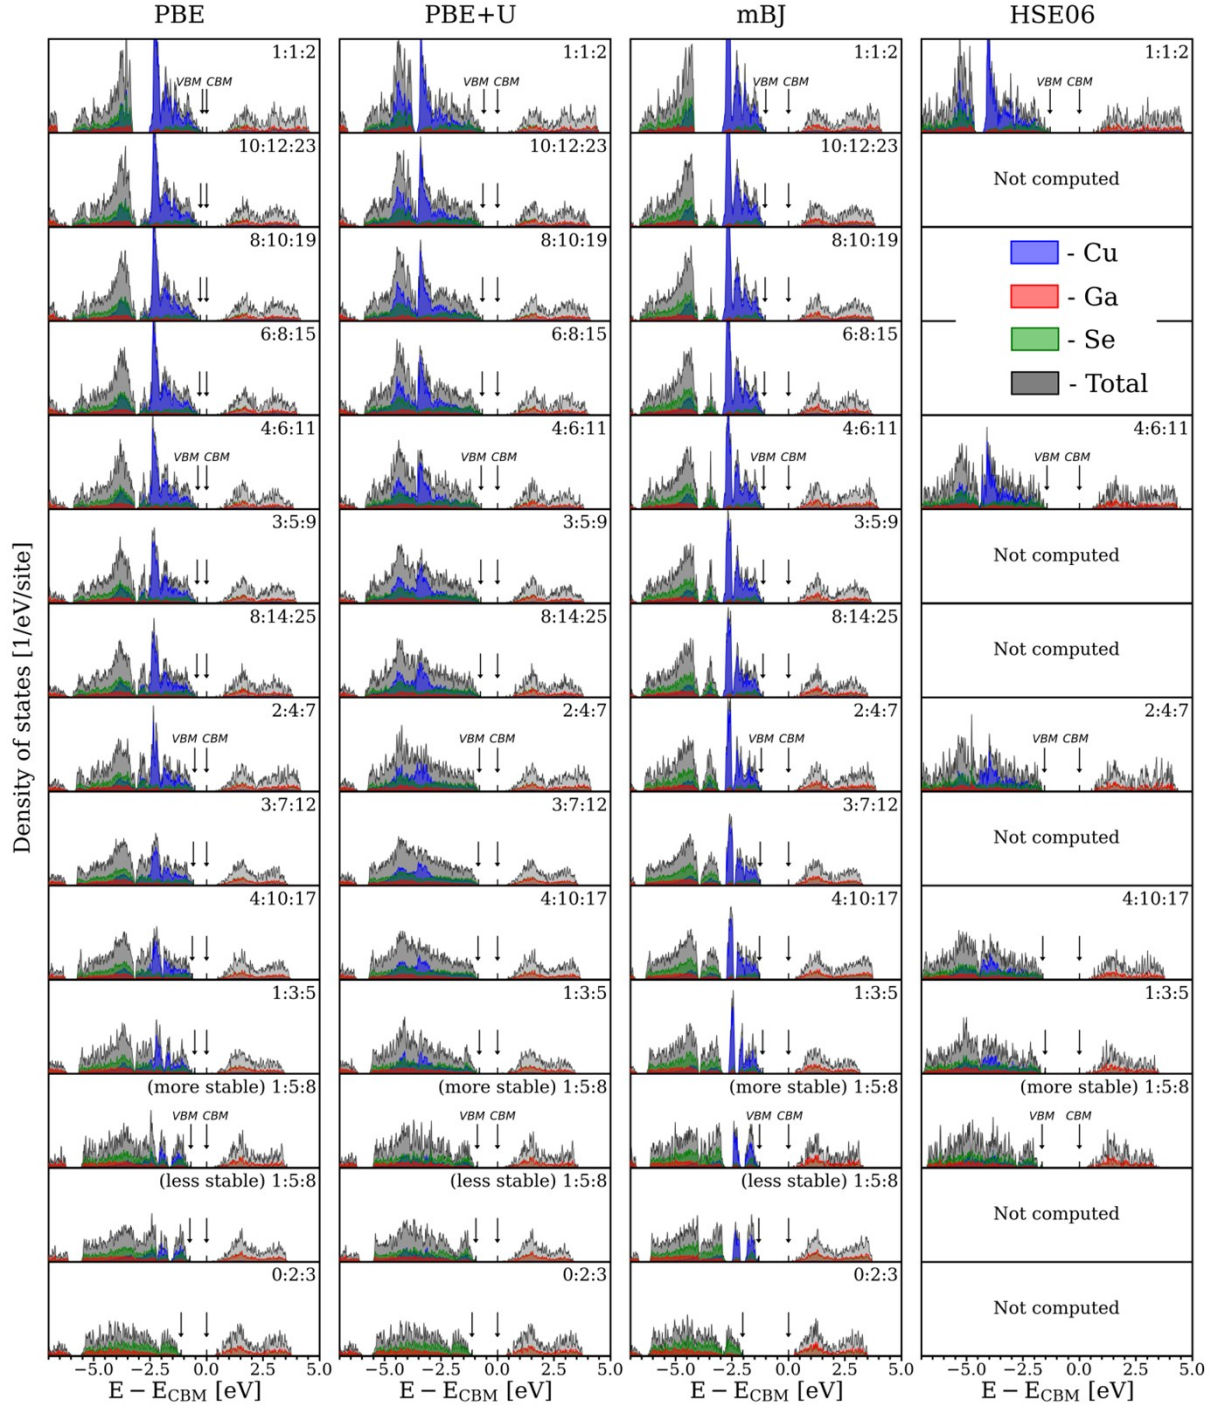 PBE PBE+U mBJ HSE06
1:1:2 1:1:2 1:1:2 1:1:2
VBM CBM VBM CBM VBM CBM VBM CBM
10:12:23 10:12:23 10:12:23
Not computed
8:10:19 8:10:19 8:10:19
- Cu
- Ga
6:8:15 6:8:15 6:8:15
- Se
- Total
4:6:11 4:6:11 4:6:11 4:6:11
VBM CBM VBM CBM VBM CBM VBM CBM
3:5:9 3:5:9 3:5:9
Not computed
8:14:25 8:14:25 8:14:25
Not computed
2:4:7 2:4:7 2:4:7 2:4:7
VBM CBM VBM CBM VBM CBM VBM CBM
3:7:12 3:7:12 3:7:12
Not computed
4:10:17 4:10:17 4:10:17 4:10:17
1:3:5 1:3:5 1:3:5 1:3:5
(more stable) 1:5:8 (more stable) 1:5:8 (more stable) 1:5:8 (more stable) 1:5:8
VBM CBM VBM CBM VBM CBM VBM CBM
(less stable) 1:5:8 (less stable) 1:5:8 (less stable) 1:5:8
Not computed
0:2:3 0:2:3 0:2:3
Not computed
Density of states [1/eV/site]
−5.0 −2.5 0.0 2.5 5.0 −5.0 −2.5 0.0 2.5 5.0 −5.0 −2.5 0.0 2.5 5.0 −5.0 −2.5 0.0 2.5 5.0
E − E_CBM [eV] E − E_CBM [eV] E − E_CBM [eV] E − E_CBM [eV]